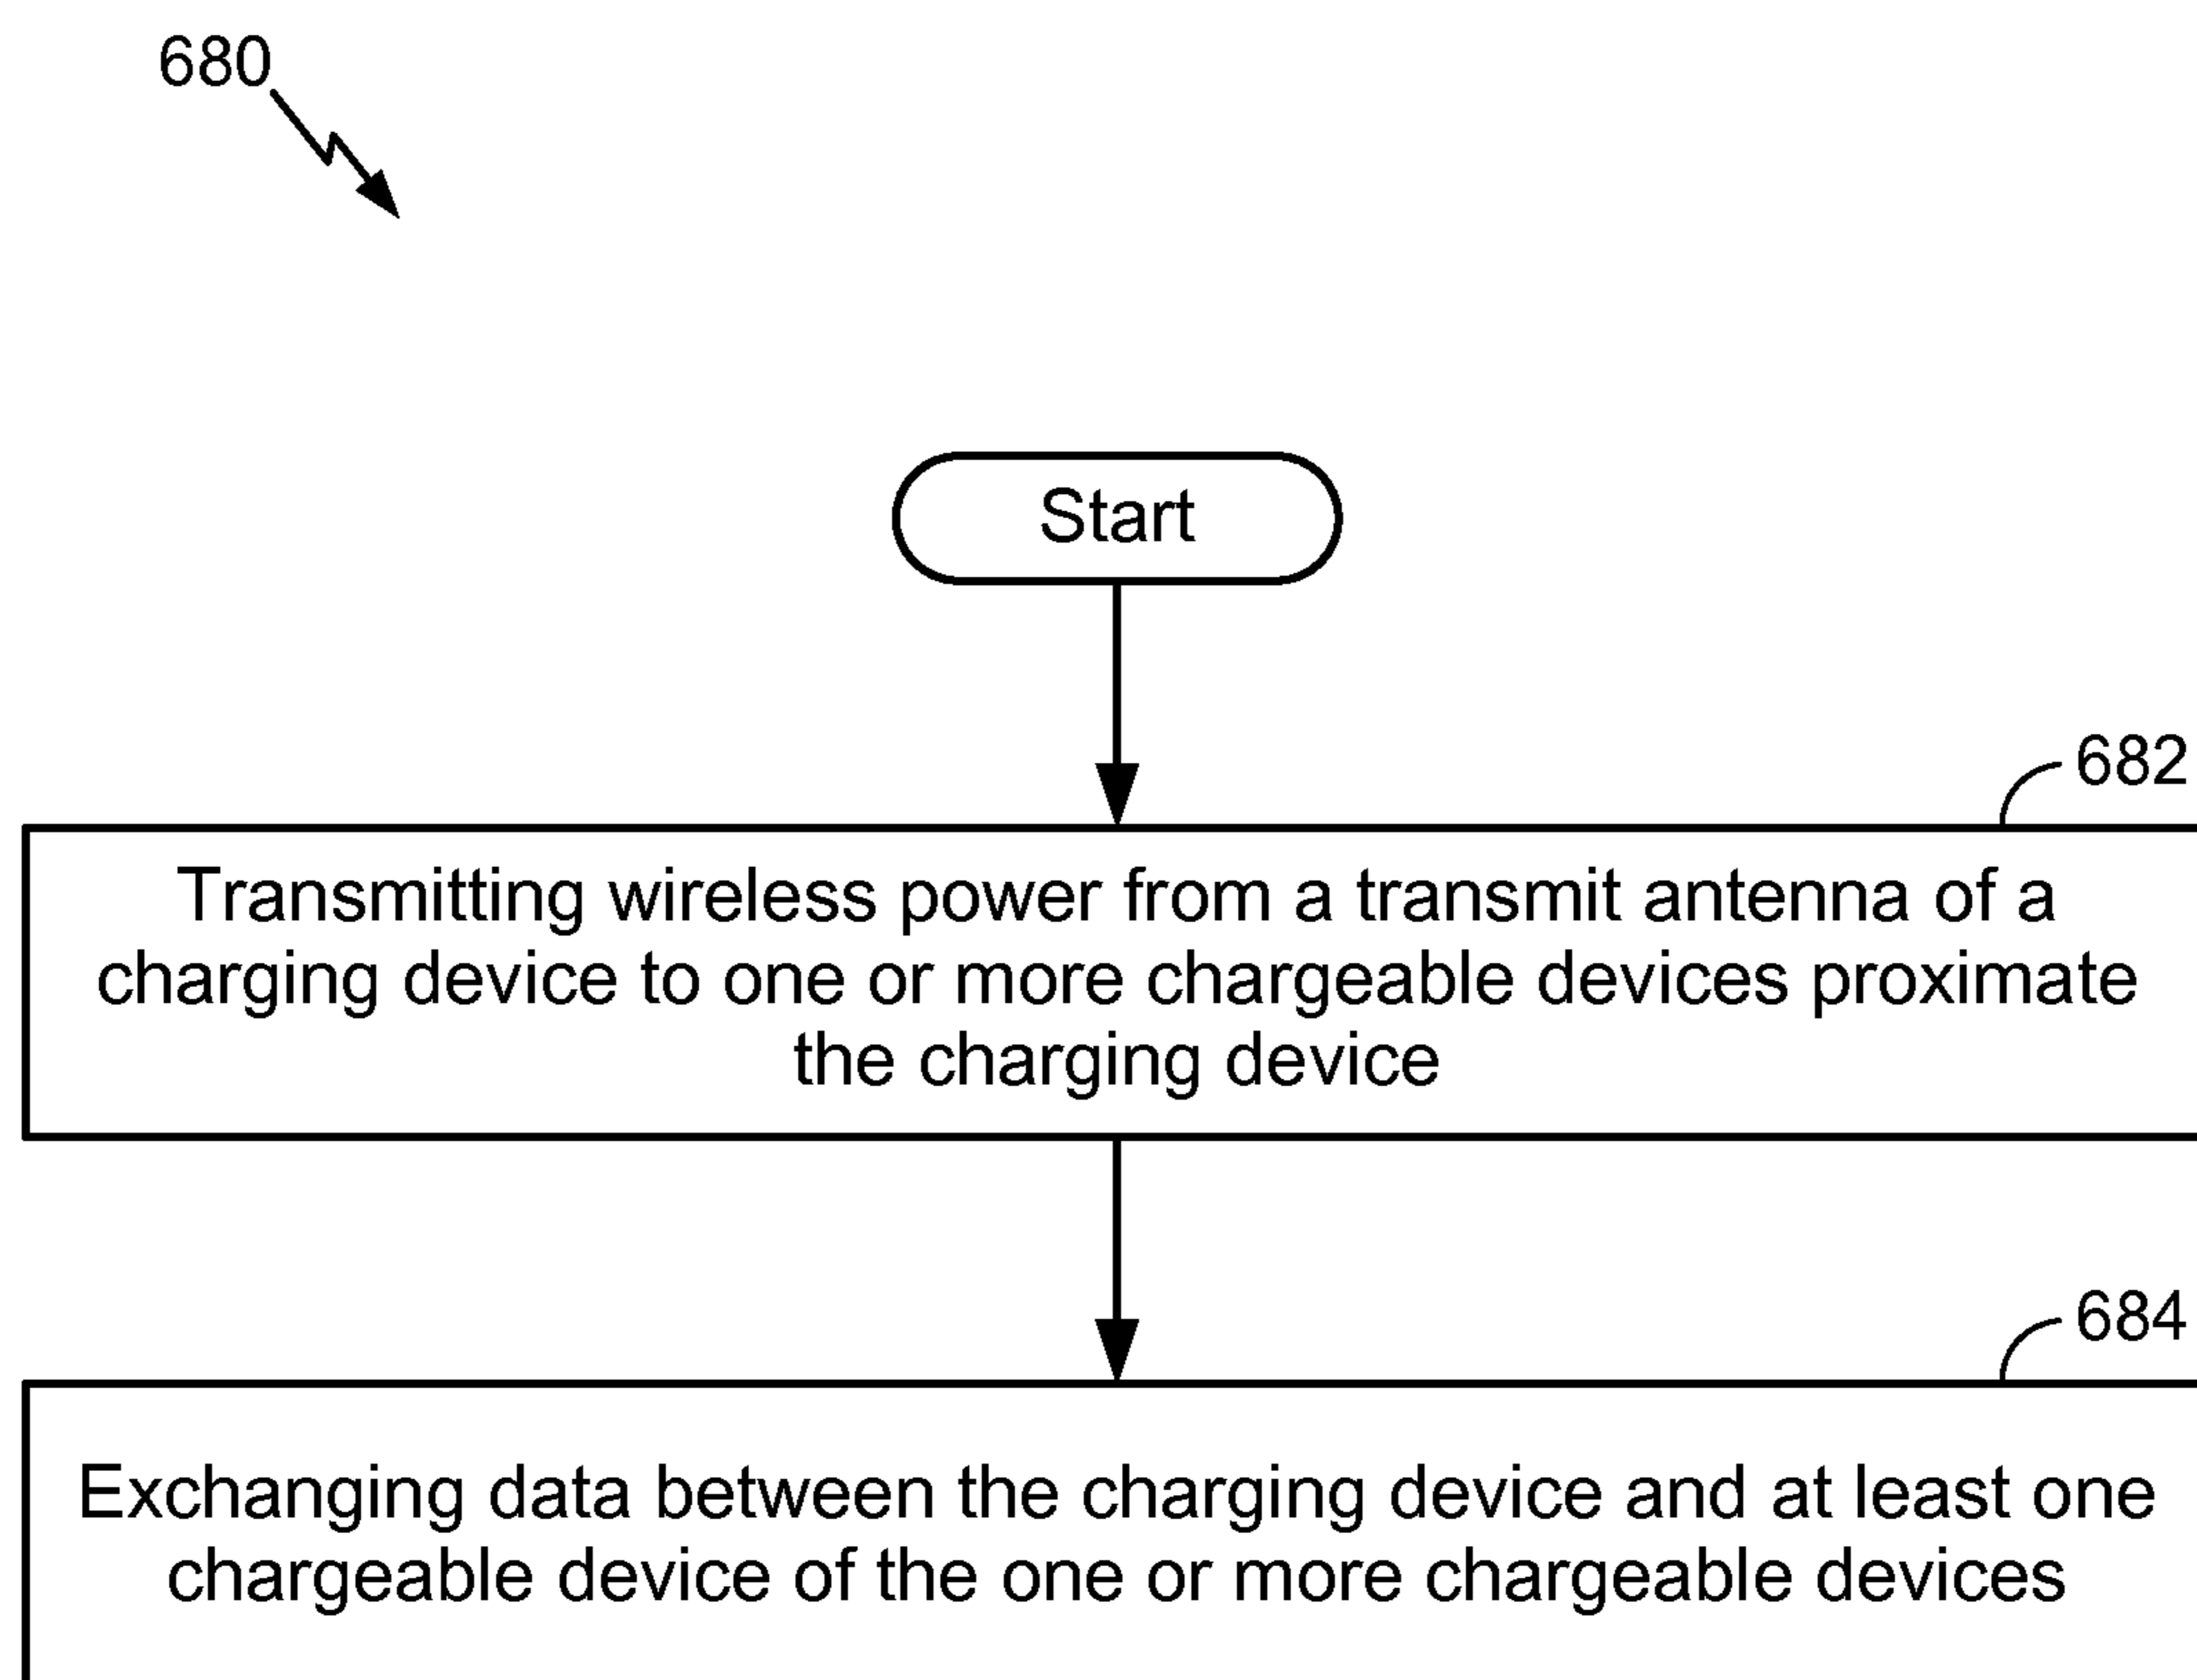 680
Start
682
Transmitting wireless power from a transmit antenna of a
charging device to one or more chargeable devices proximate
the charging device
684
Exchanging data between the charging device and at least one
chargeable device of the one or more chargeable devices